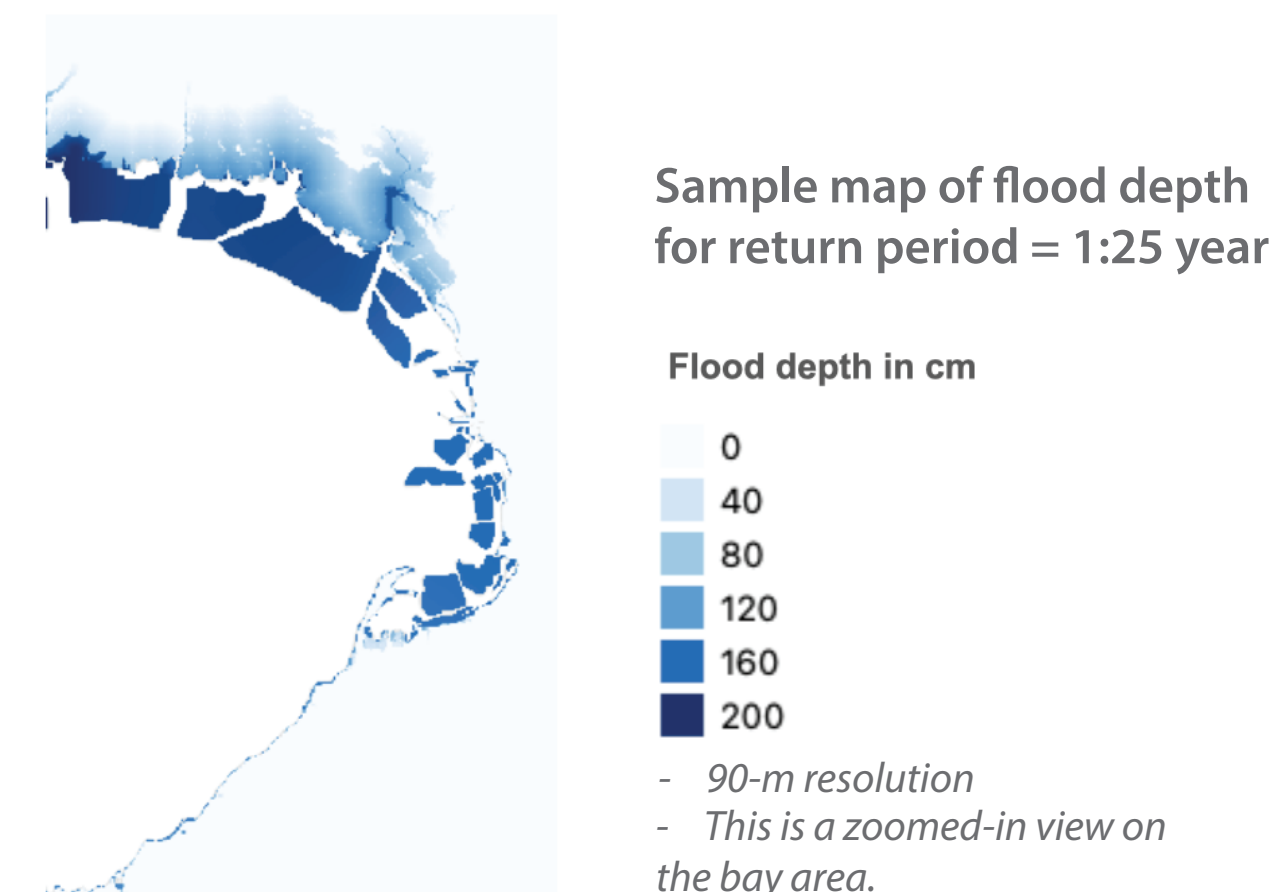 Sample map of flood depth
for return period = 1:25 year
Flood depth in cm
0
40
80
120
160
200
- 90-m resolution
- This is a zoomed-in view on
the bay area.